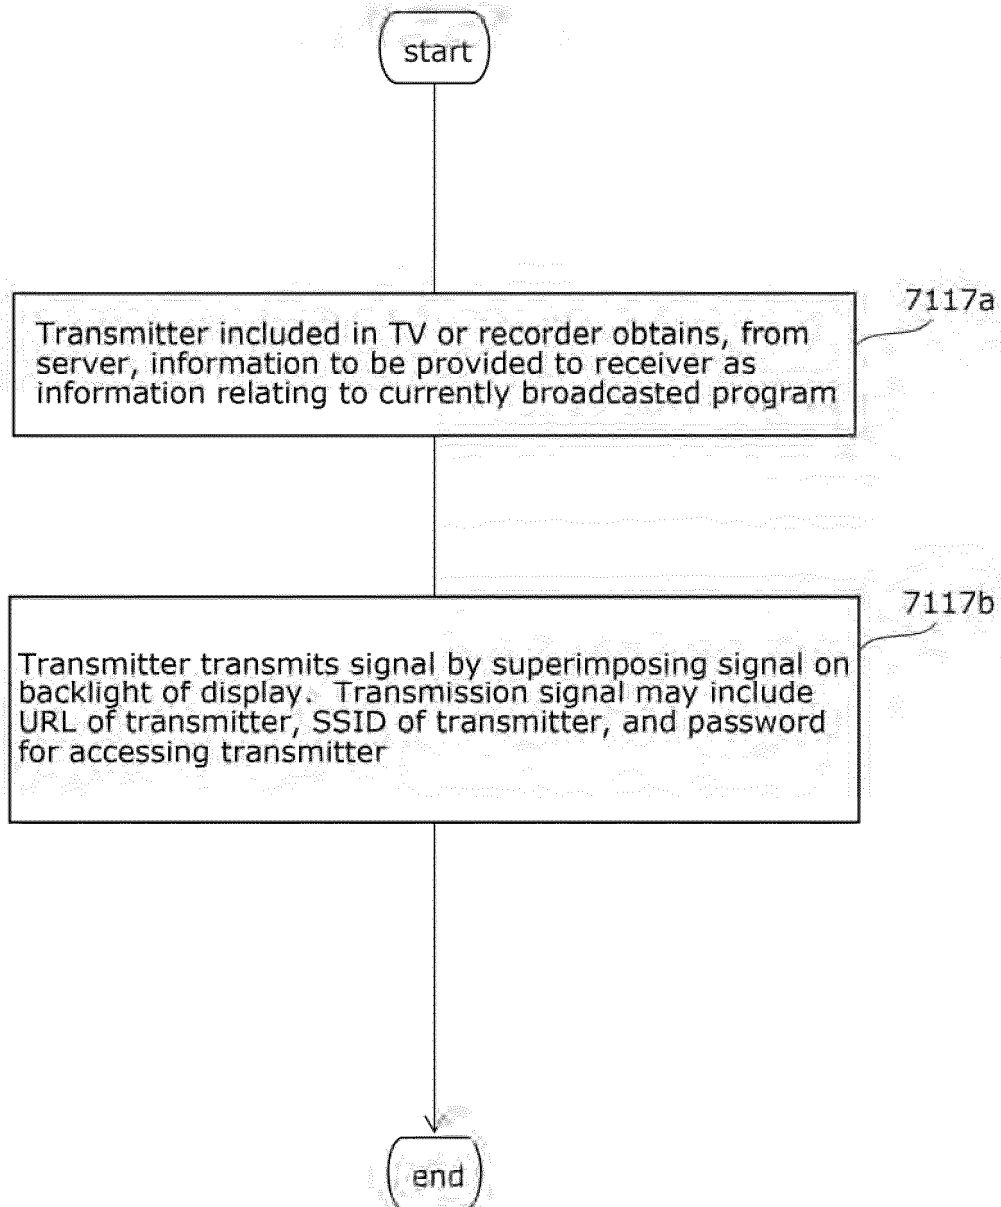 start
7117a
Transmitter included in TV or recorder obtains, from
server, information to be provided to receiver as
information relating to currently broadcasted program
7117b
Transmitter transmits signal by superimposing signal on
backlight of display.  Transmission signal may include
URL of transmitter, SSID of transmitter, and password
for accessing transmitter
end